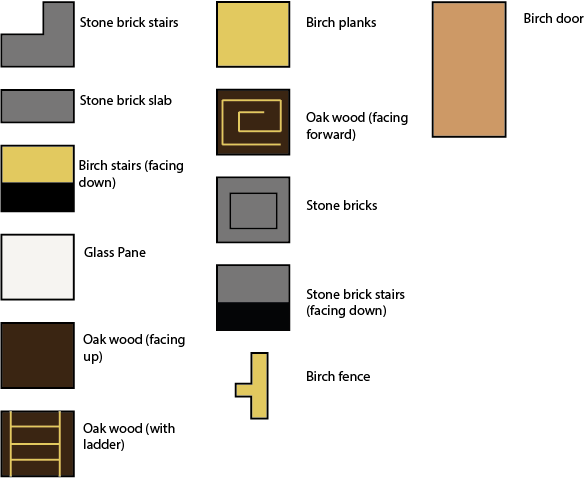 Stone brick stairs
Stone brick slab
Birch stairs (facing
down)
Glass Pane
Oak wood (facing
up)
Oak wood (with
ladder)
Birch planks
Oak wood (facing
forward)
Stone bricks
Stone brick stairs
(facing down)
Birch fence
Birch door